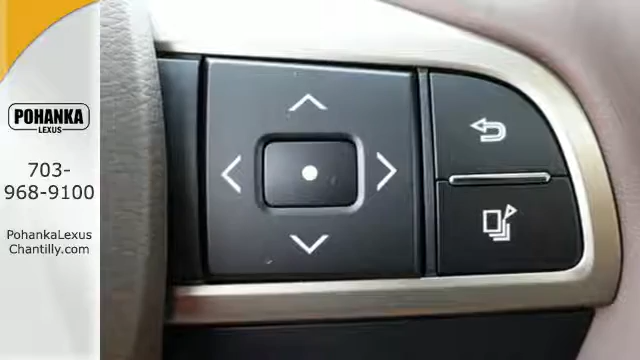 POHANKA
LEXUS
703-
968-9100
PohankaLexus
Chantilly.com